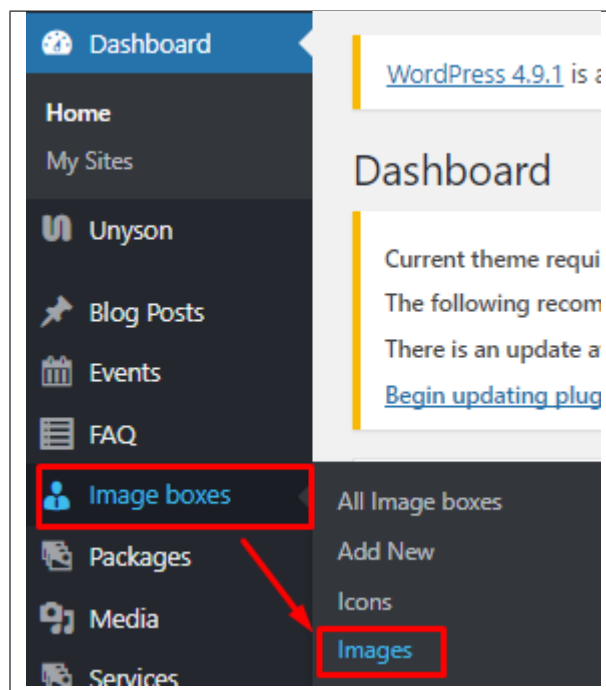 Dashboard
Home
My Sites
Unyson
Blog Posts
Events
FAQ
Image boxes
Packages
Media
Services
WordPress 4.9.1 is a
Dashboard
Current theme requi
The following recom
There is an update a
Begin updating plug
All Image boxes
Add New
Icons
Images